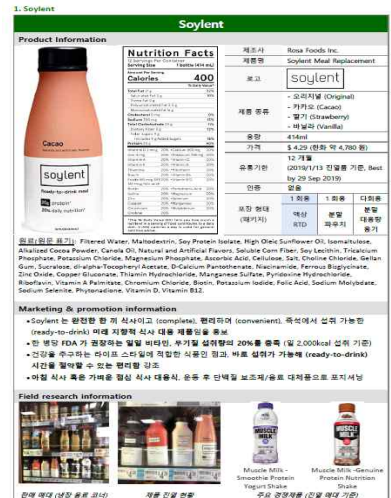 1. Soylent
Soylent
Product Information
Nutrition Facts
Serving Size 1 bottle (414 mL)
Calories 400
Cacao
soylent
Ready-to-drink meal
제조사 Rosa Foods Inc.
제품명 Soylent Meal Replacement
로고 soylent
제품 종류
- 오리지널 (Original)
- 카카오 (Cacao)
- 딸기 (Strawberry)
- 바닐라 (Vanilla)
용량 414ml
가격 $ 4.29 (한화 약 4,780 원)
유통기한
12 개월
(2019/1/13 진열품 기준, Best by 29 Sep 2019)
인증 없음
포장 형태 (패키지)
1 회용 1 회용 다회용
액상 RTD
분말 파우치
분말 대용량 용기
원료(원문 표기): Filtered Water, Maltodextrin, Soy Protein Isolate, High Oleic Sunflower Oil, Isomaltulose,
Alkalized Cocoa Powder, Canola Oil, Natural and Artificial Flavors, Soluble Corn Fiber, Soy Lecithin, Tricalcium
Phosphate, Potassium Chloride, Magnesium Phosphate, Ascorbic Acid, Cellulose, Salt, Choline Chloride, Gellan
Gum, Sucralose, dl-alpha-Tocopheryl Acetate, D-Calcium Pantothenate, Niacinamide, Ferrous Bisglycinate,
Zinc Oxide, Copper Gluconate, Thiamin Hydrochloride, Manganese Sulfate, Pyridoxine Hydrochloride,
Riboflavin, Vitamin A Palmitate, Chromium Chloride, Biotin, Potassium Iodide, Folic Acid, Sodium Molybdate,
Sodium Selenite, Phytonadione, Vitamin D, Vitamin B12.
Marketing & promotion information
• Soylent 는 완전한 한 끼 식사이고 (complete), 편리하며 (convenient), 즉석에서 섭취 가능한
(ready-to-drink) 미래 지향적 식사 대용 제품임을 홍보
• 한 병당 FDA 가 권장하는 일일 비타민, 무기질 섭취량의 20%를 충족 (일 2,000kcal 섭취 기준)
• 건강을 추구하는 라이프 스타일에 적합한 식품인 점과, 바로 섭취가 가능해 (ready-to-drink)
시간을 절약할 수 있는 편리함 강조
• 아침 식사 혹은 가벼운 점심 식사 대용식, 운동 후 단백질 보조제/음료 대체품으로 포지셔닝
Field research information
MUSCLE MILK
MUSCLE MILK
Muscle Milk -
Smoothie Protein
Yogurt Shake
Muscle Milk -Genuine
Protein Nutrition
Shake
판매 매대 (냉장 음료 코너)
제품 진열 현황
주요 경쟁제품 (진열 매대 기준)